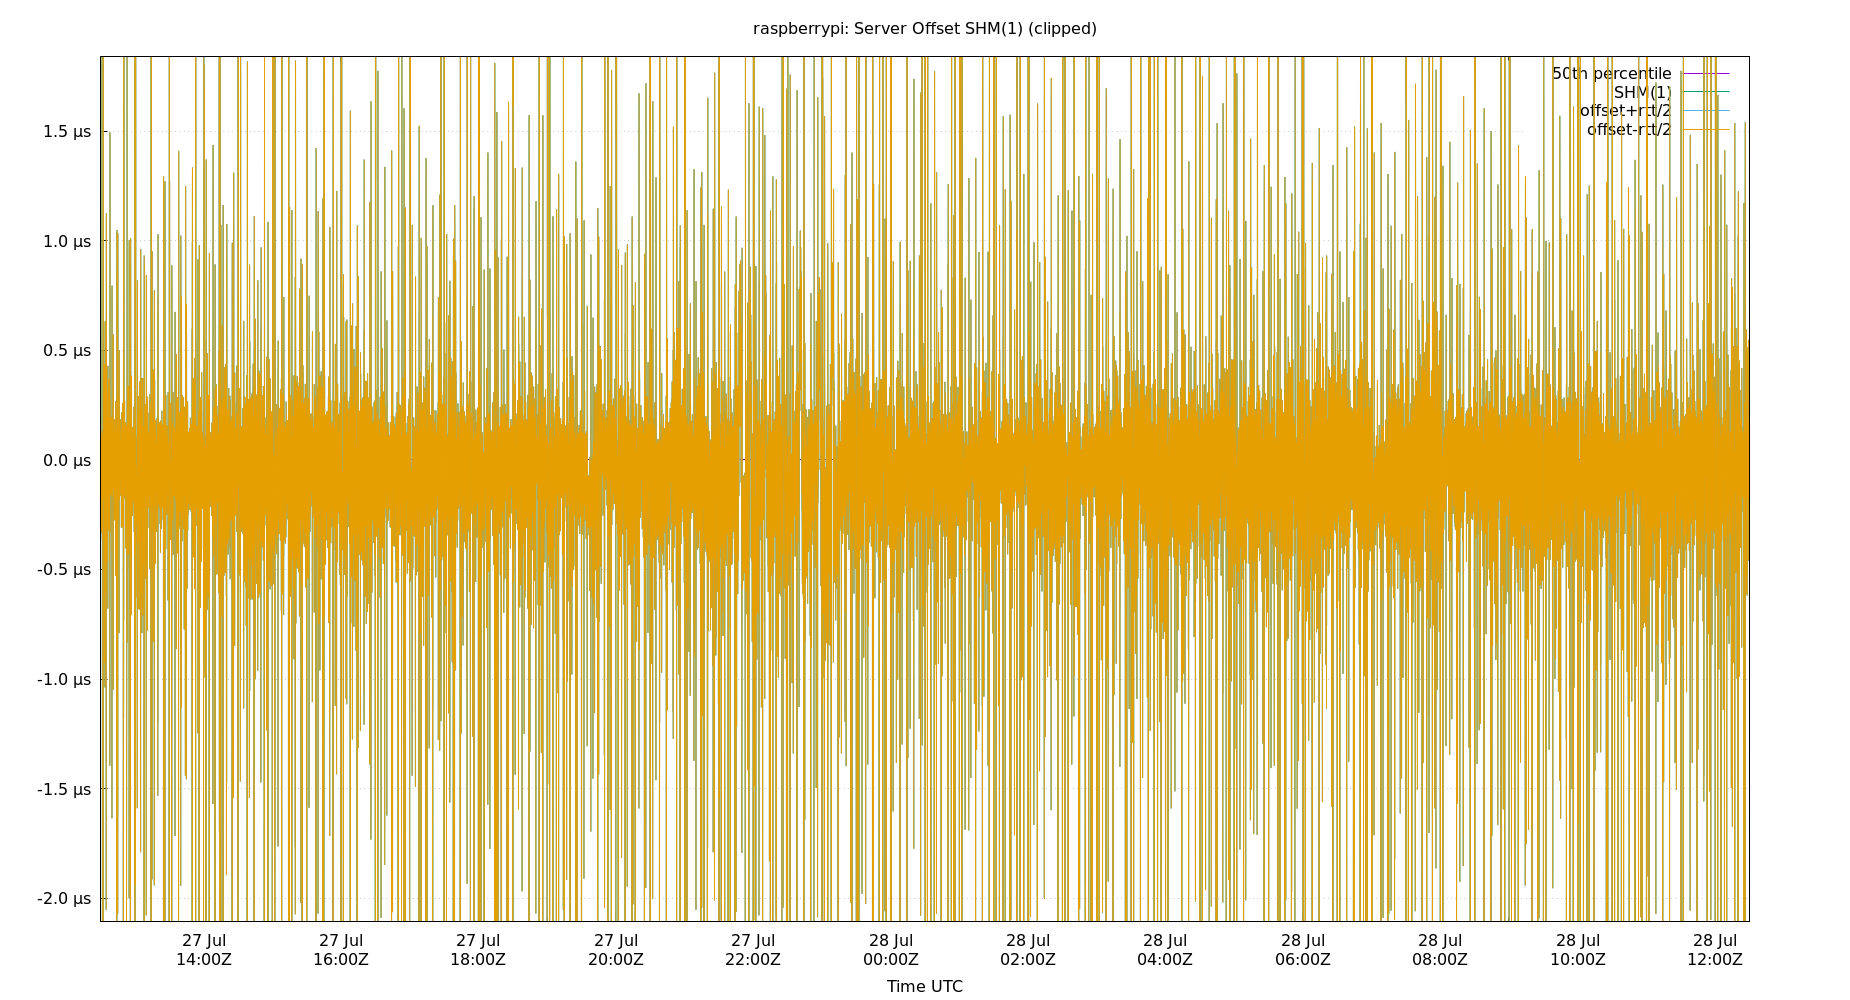 raspberrypi: Server Offset SHM(1) (clipped)
50th percentile
SHM(1)
offset+rtt/2
offset-rtt/2
1.5 µs
1.0 µs
0.5 µs
0.0 µs
-0.5 µs
-1.0 µs
-1.5 µs
-2.0 µs
27 Jul 27 Jul 27 Jul 27 Jul 27 Jul 28 Jul 28 Jul 28 Jul 28 Jul 28 Jul 28 Jul 28 Jul
14:00Z 16:00Z 18:00Z 20:00Z 22:00Z 00:00Z 02:00Z 04:00Z 06:00Z 08:00Z 10:00Z 12:00Z
Time UTC